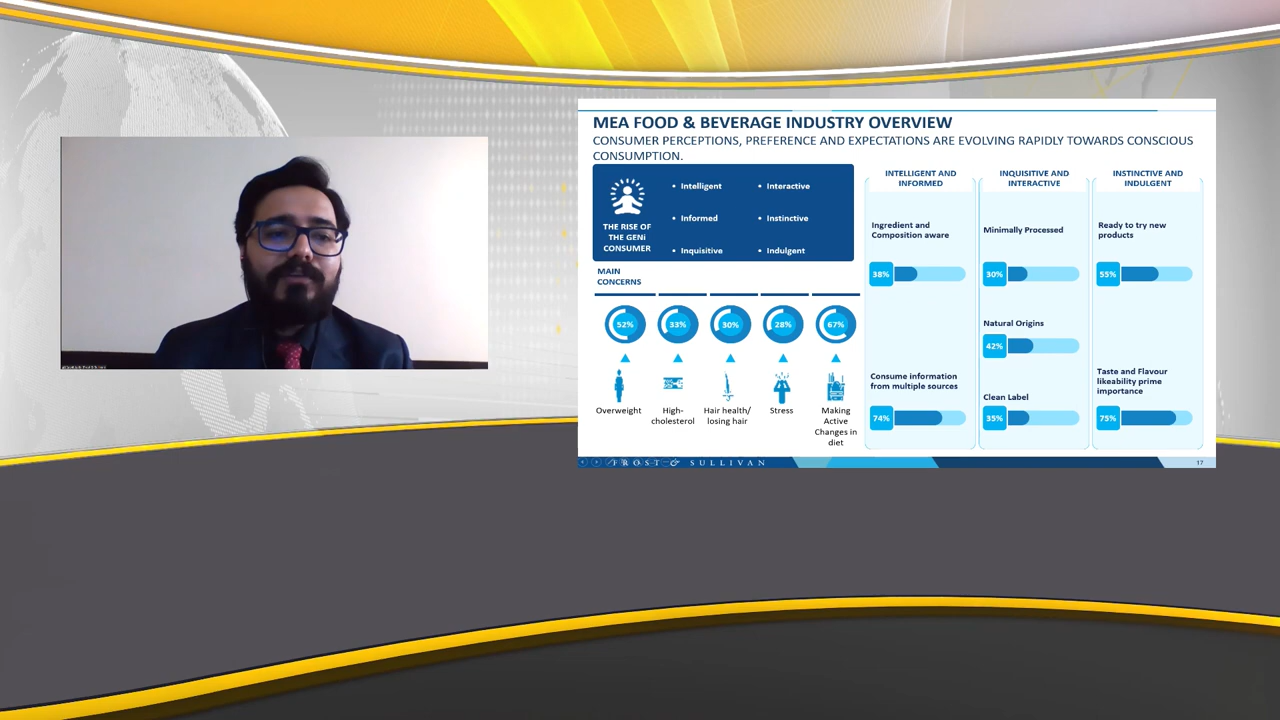 MEA FOOD & BEVERAGE INDUSTRY OVERVIEW
CONSUMER PERCEPTIONS, PREFERENCE AND EXPECTATIONS ARE EVOLVING RAPIDLY TOWARDS CONSCIOUS
CONSUMPTION.
THE RISE OF
THE GENi
CONSUMER
• Intelligent
• Informed
• Inquisitive
• Interactive
• Instinctive
• Indulgent
MAIN
CONCERNS
52%
33%
30%
28%
67%
Overweight
High-
cholesterol
Hair health/
losing hair
Stress
Making
Active
Changes in
diet
INTELLIGENT AND
INFORMED
Ingredient and
Composition aware
38%
Consume information
from multiple sources
74%
INQUISITIVE AND
INTERACTIVE
Minimally Processed
30%
Natural Origins
42%
Clean Label
35%
INSTINCTIVE AND
INDULGENT
Ready to try new
products
55%
Taste and Flavour
likeability prime
importance
75%
FROST & SULLIVAN
17